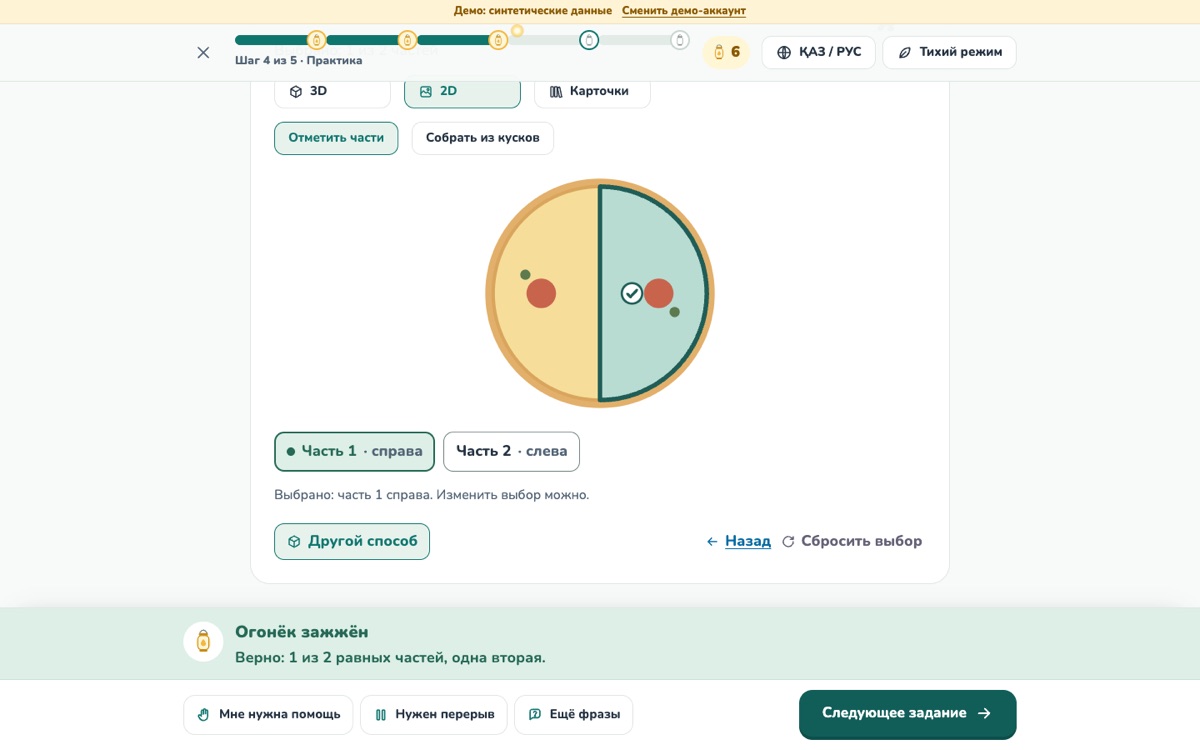 Демо: синтетические данные Сменить демо-аккаунт
Шаг 4 из 5 · Практика
6
ҚАЗ / РУС
Тихий режим
3D
2D
Карточки
Отметить части
Собрать из кусков
Часть 1 · справа
Часть 2 · слева
Выбрано: часть 1 справа. Изменить выбор можно.
Другой способ
← Назад
Сбросить выбор
Огонёк зажжён
Верно: 1 из 2 равных частей, одна вторая.
Мне нужна помощь
Нужен перерыв
Ещё фразы
Следующее задание →